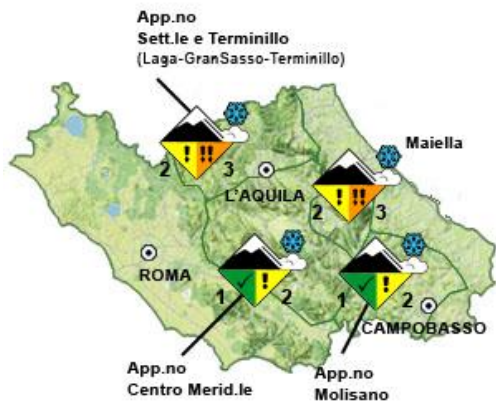 App.no
Sett.le e Terminillo
(Laga-GranSasso-Terminillo)
! !!
2 3
Maiella
L'AQUILA
! !!
2 3
ROMA
!
1 2
!
1 2
CAMPOBASSO
App.no
Centro Merid.le
App.no
Molisano